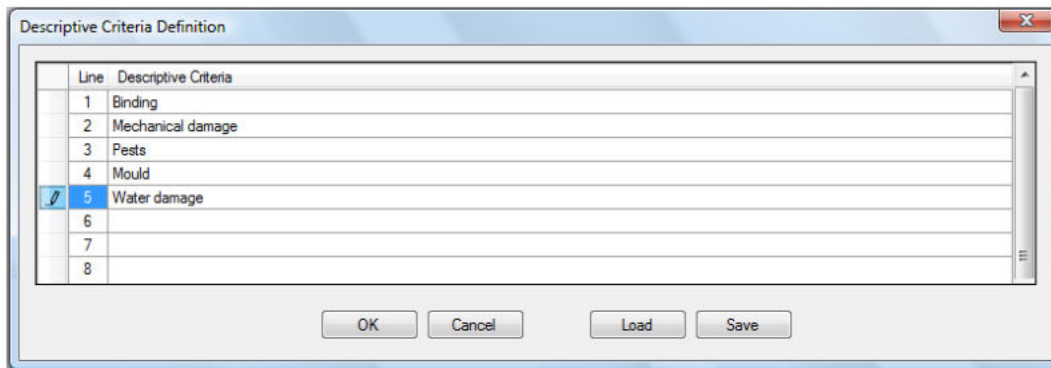 Descriptive Criteria Definition
Line Descriptive Criteria
1 Binding
2 Mechanical damage
3 Pests
4 Mould
5 Water damage
6
7
8
OK Cancel Load Save